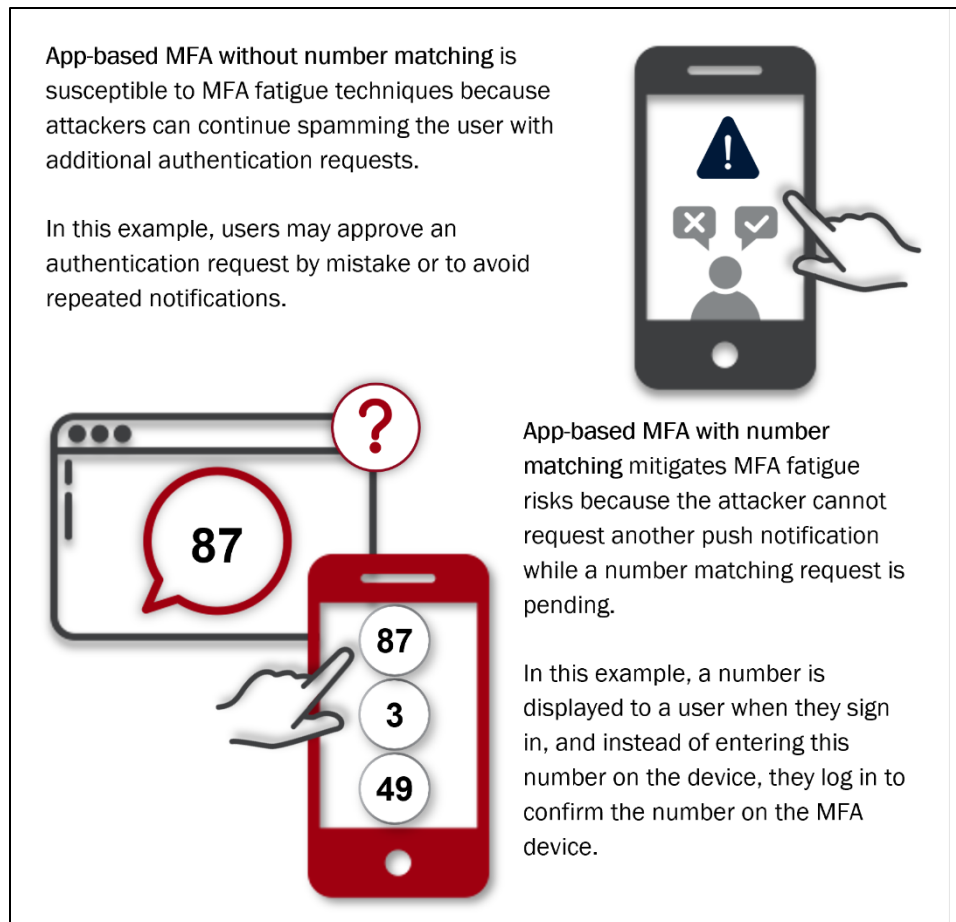 App-based MFA without number matching is
susceptible to MFA fatigue techniques because
attackers can continue spamming the user with
additional authentication requests.
In this example, users may approve an
authentication request by mistake or to avoid
repeated notifications.
!
?
87
87
3
49
App-based MFA with number
matching mitigates MFA fatigue
risks because the attacker cannot
request another push notification
while a number matching request is
pending.
In this example, a number is
displayed to a user when they sign
in, and instead of entering this
number on the device, they log in to
confirm the number on the MFA
device.